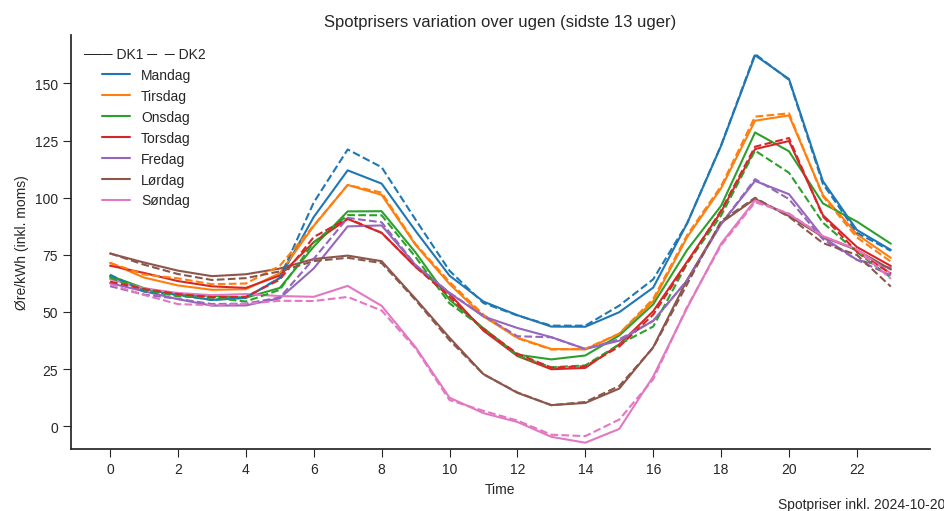 Spotprisers variation over ugen (sidste 13 uger)
DK1 DK2
Mandag
Tirsdag
Onsdag
Torsdag
Fredag
Lørdag
Søndag
Øre/kWh (inkl. moms)
150
125
100
75
50
25
0
0 2 4 6 8 10 12 14 16 18 20 22
Time
Spotpriser inkl. 2024-10-20